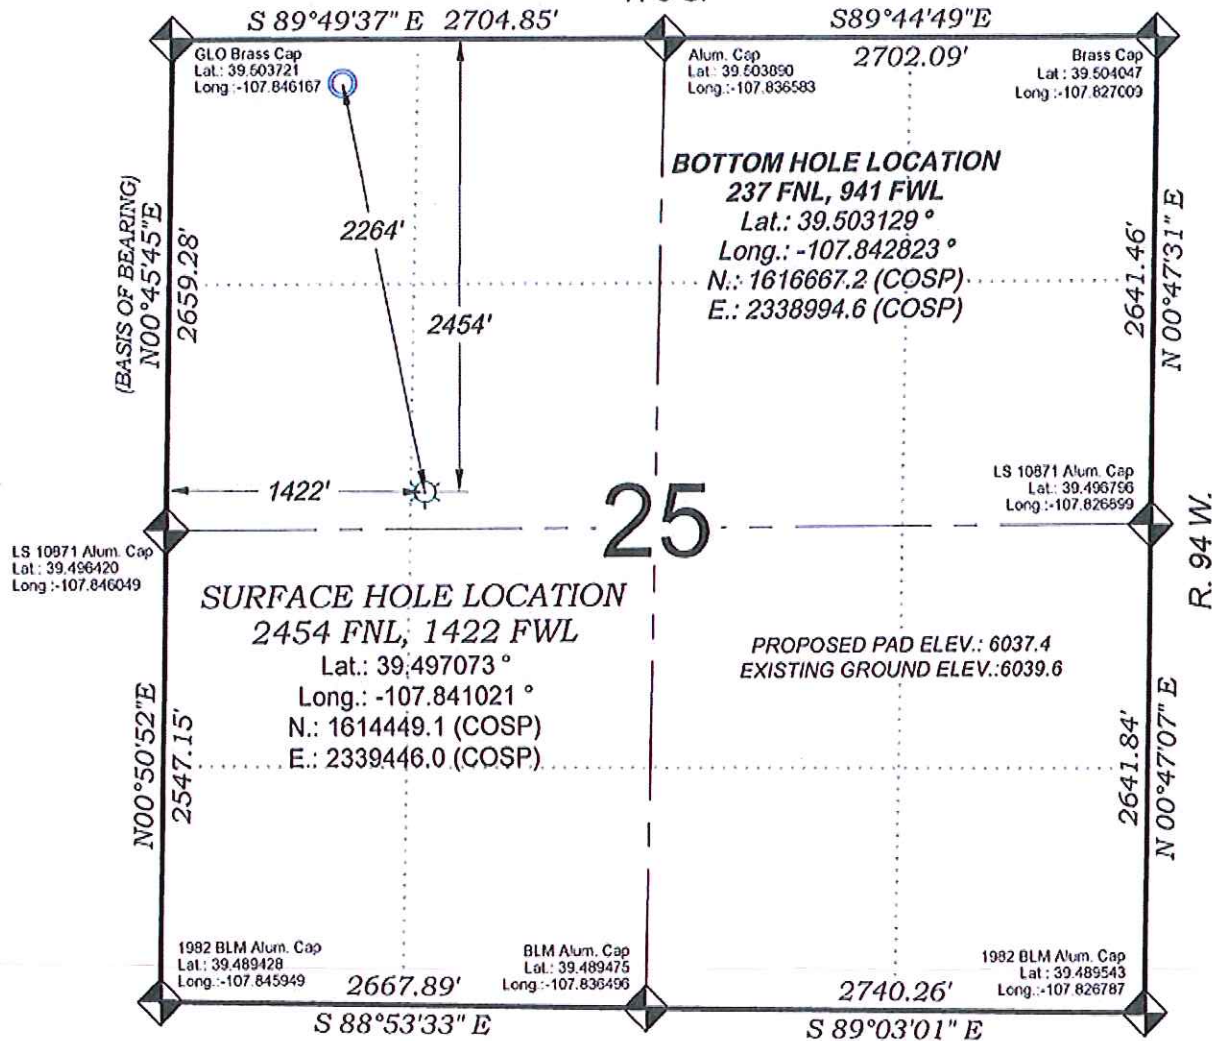 S 89°49'37" E 2704.85'
S89°44'49"E
2702.09'
GLO Brass Cap
Lat.: 39.503721
Long.:-107.846167
Alum. Cap
Lat.: 39.503890
Long.:-107.836583
Brass Cap
Lat.: 39.504047
Long.:-107.827009
BOTTOM HOLE LOCATION
237 FNL, 941 FWL
Lat.: 39.503129 °
Long.: -107.842823 °
N.: 1616667.2 (COSP)
E.: 2338994.6 (COSP)
(BASIS OF BEARING)
N00°45'45"E
2659.28'
2264'
2454'
2641.46'
N 00°47'31" E
1422'
25
LS 10871 Alum. Cap
Lat.: 39.496796
Long.:-107.826899
R. 94 W.
LS 10871 Alum. Cap
Lat.: 39.496420
Long.:-107.846049
SURFACE HOLE LOCATION
2454 FNL, 1422 FWL
Lat.: 39.497073 °
Long.: -107.841021 °
N.: 1614449.1 (COSP)
E.: 2339446.0 (COSP)
PROPOSED PAD ELEV.: 6037.4
EXISTING GROUND ELEV.:6039.6
N00°50'52"E
2547.15'
2641.84'
N 00°47'07" E
1982 BLM Alum. Cap
Lat.: 39.489428
Long.:-107.845949
BLM Alum. Cap
Lat.: 39.489475
Long.:-107.836496
1982 BLM Alum. Cap
Lat.: 39.489543
Long.:-107.826787
2667.89'
S 88°53'33" E
2740.26'
S 89°03'01" E